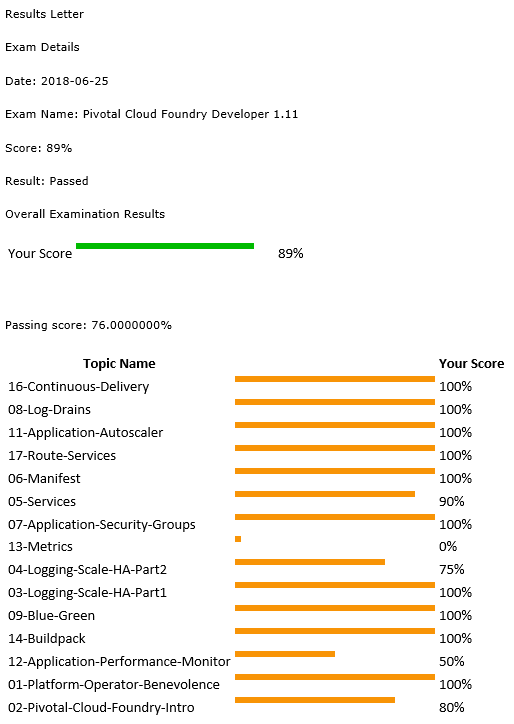 Results Letter
Exam Details
Date: 2018-06-25
Exam Name: Pivotal Cloud Foundry Developer 1.11
Score: 89%
Result: Passed
Overall Examination Results
Your Score 89%
Passing score: 76.0000000%
Topic Name Your Score
16-Continuous-Delivery 100%
08-Log-Drains 100%
11-Application-Autoscaler 100%
17-Route-Services 100%
06-Manifest 100%
05-Services 90%
07-Application-Security-Groups 100%
13-Metrics 0%
04-Logging-Scale-HA-Part2 75%
03-Logging-Scale-HA-Part1 100%
09-Blue-Green 100%
14-Buildpack 100%
12-Application-Performance-Monitor 50%
01-Platform-Operator-Benevolence 100%
02-Pivotal-Cloud-Foundry-Intro 80%